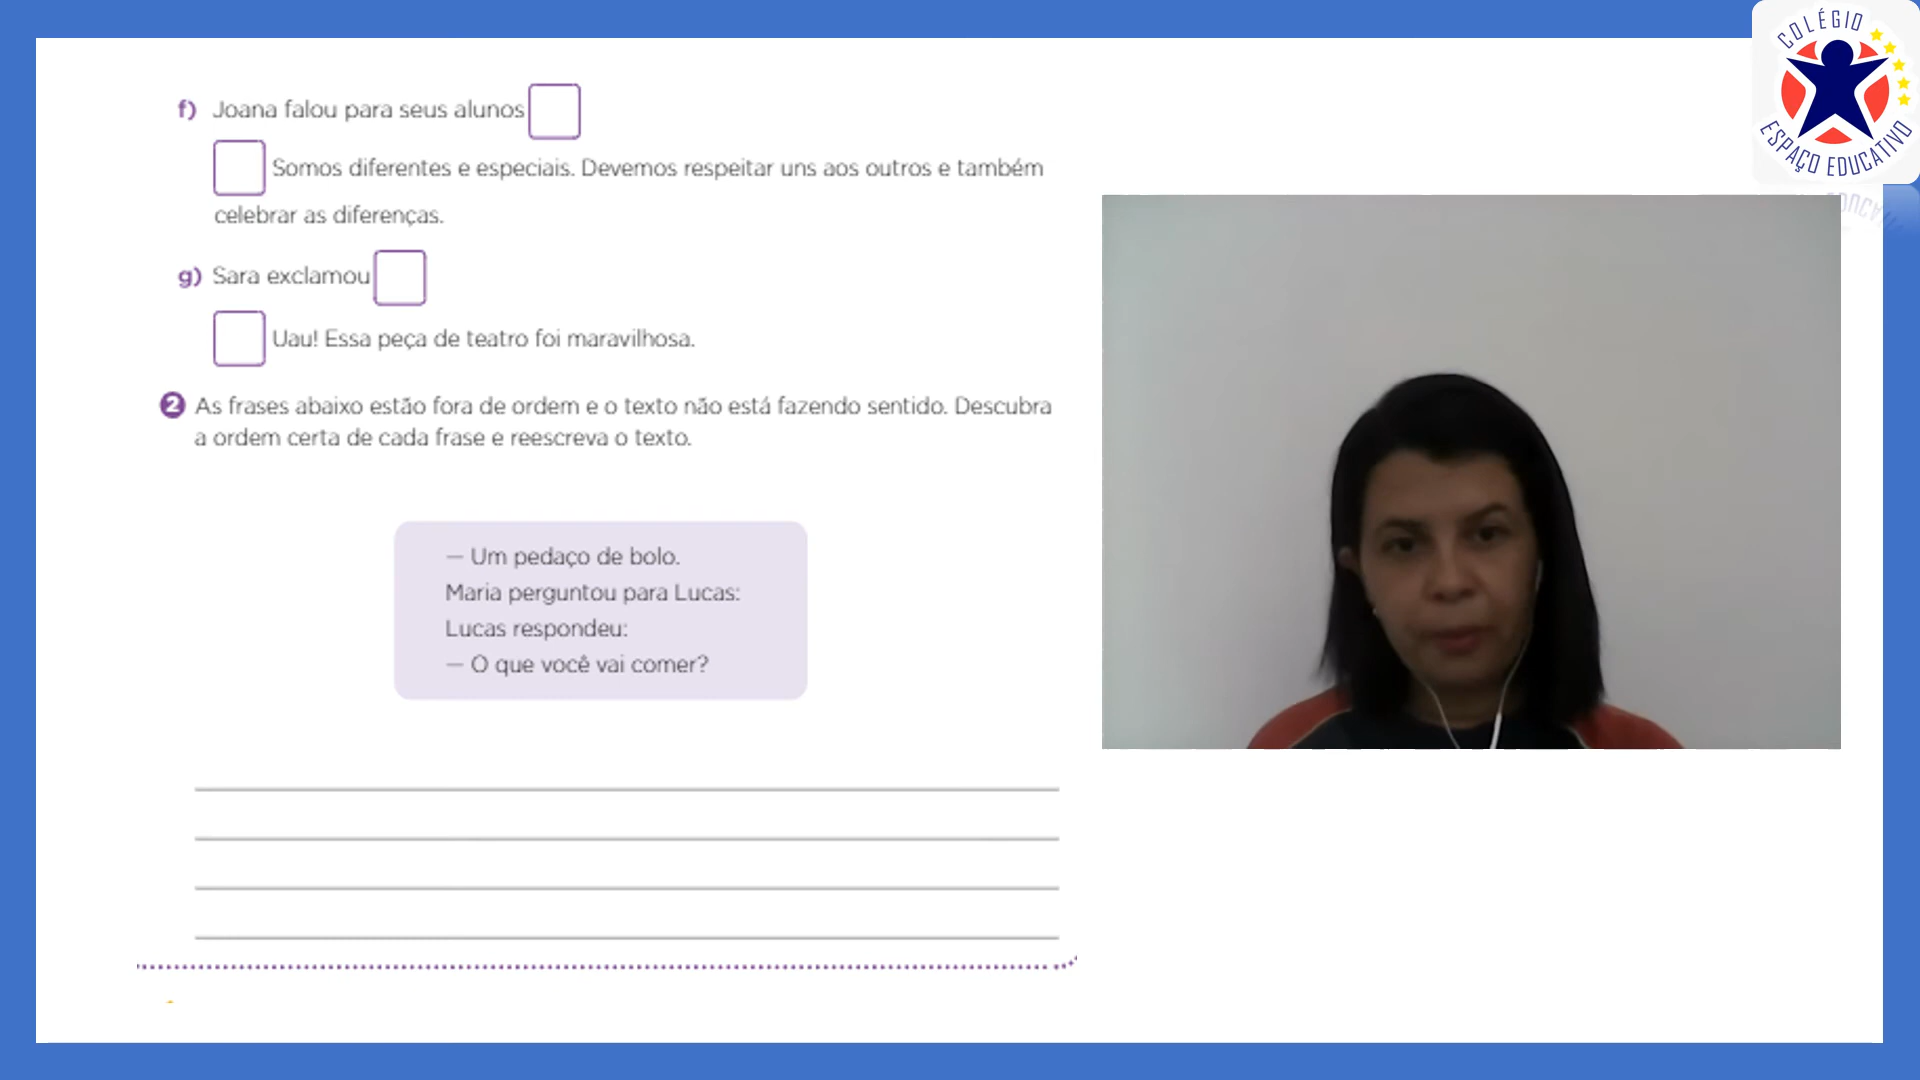 COLÉGIO
ESPAÇO EDUCATIVO
f) Joana falou para seus alunos
Somos diferentes e especiais. Devemos respeitar uns aos outros e também
celebrar as diferenças.
g) Sara exclamou
Uau! Essa peça de teatro foi maravilhosa.
2 As frases abaixo estão fora de ordem e o texto não está fazendo sentido. Descubra
a ordem certa de cada frase e reescreva o texto.
— Um pedaço de bolo.
Maria perguntou para Lucas:
Lucas respondeu:
— O que você vai comer?